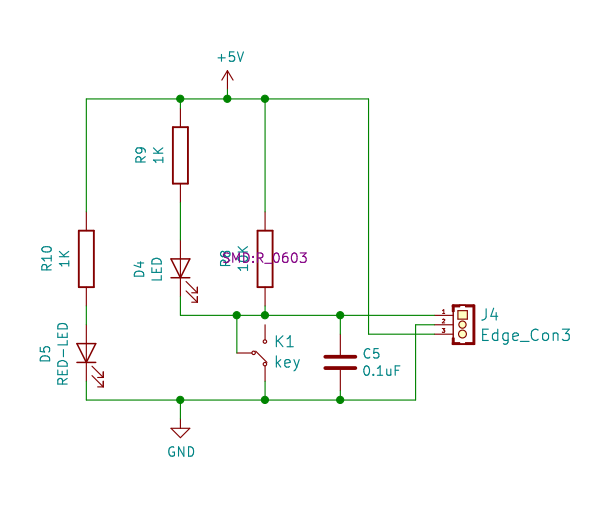 +5V
R9
1K
R10
1K
D4
LED
R8
10K
SMD:R_0603
1
2
3
J4
Edge_Con3
D5
RED-LED
K1
key
C5
0.1uF
GND